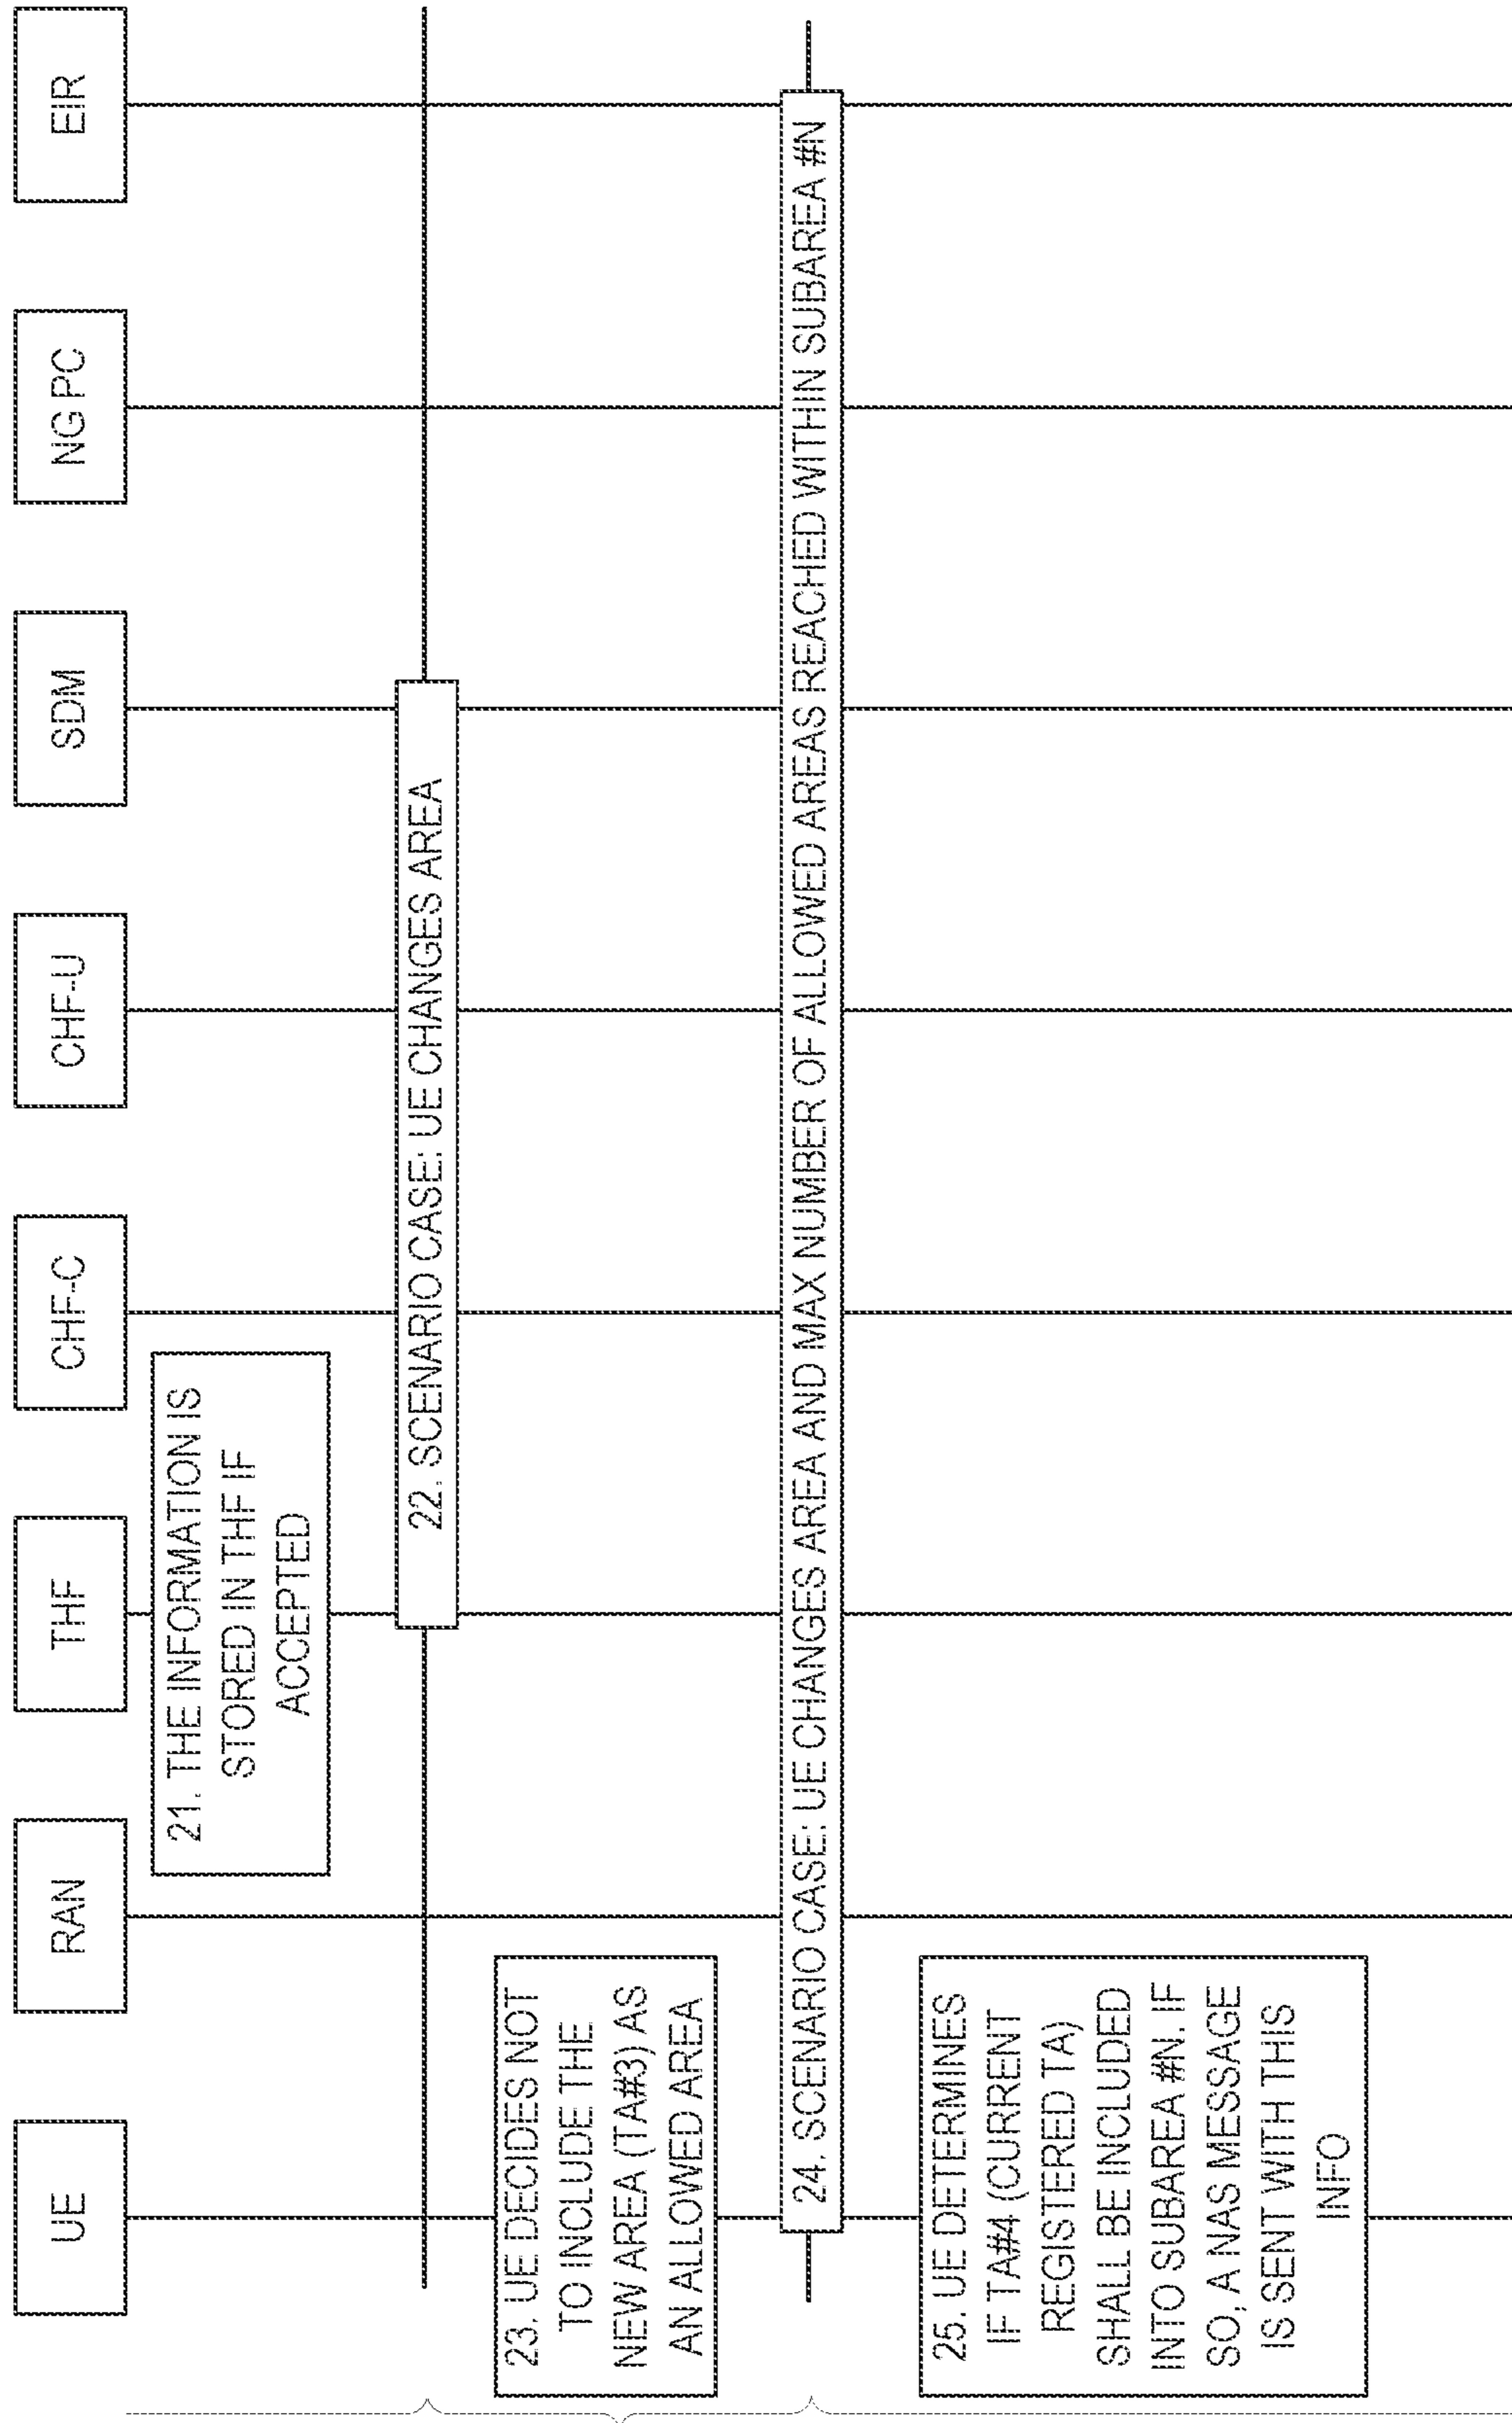 UE
RAN
THF
CHF-C
CHF-U
SDM
NG PC
EIR
21. THE INFORMATION IS
STORED IN THF IF
ACCEPTED
22. SCENARIO CASE: UE CHANGES AREA
23. UE DECIDES NOT
TO INCLUDE THE
NEW AREA (TA#3) AS
AN ALLOWED AREA
24. SCENARIO CASE: UE CHANGES AREA AND MAX NUMBER OF ALLOWED AREAS REACHED WITHIN SUBAREA #N
25. UE DETERMINES
IF TA#4 (CURRENT
REGISTERED TA)
SHALL BE INCLUDED
INTO SUBAREA #N. IF
SO, A NAS MESSAGE
IS SENT WITH THIS
INFO